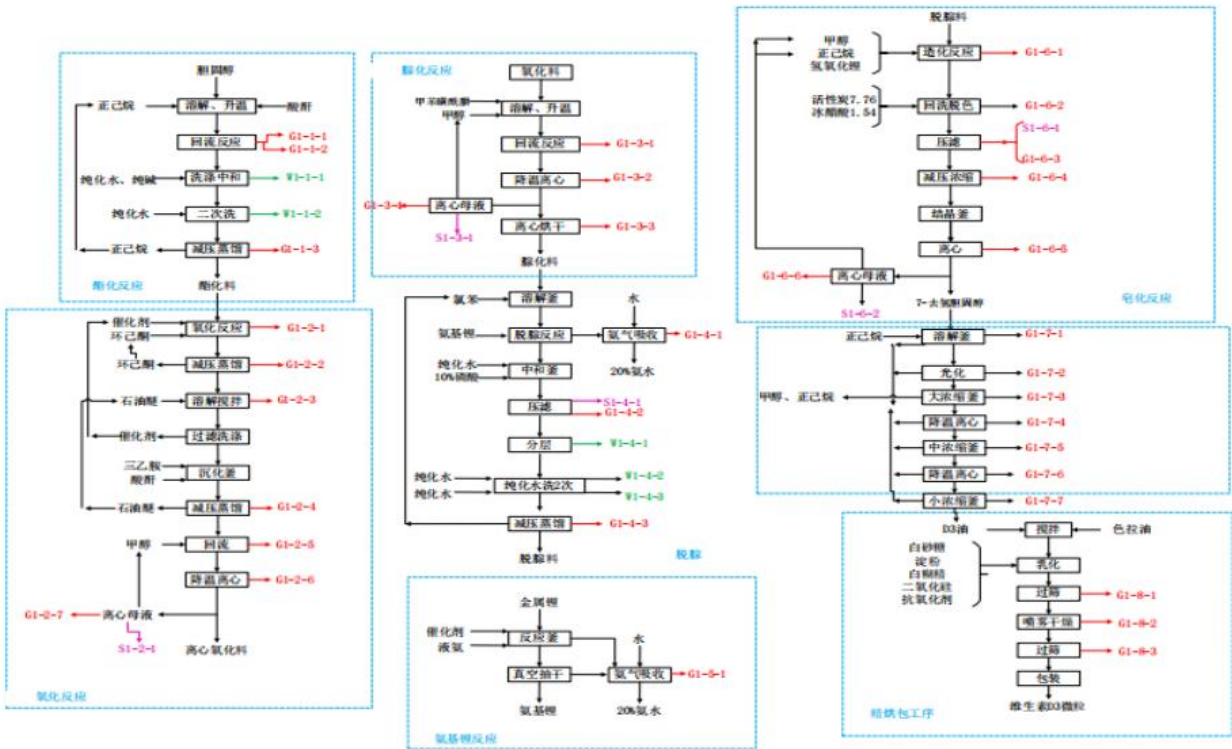 胆固醇
正己烷
溶解、升温
酸酐
回流反应
G1-1-1
G1-1-2
纯化水、纯碱
洗涤中和
W1-1-1
纯化水
二次洗
W1-1-2
正己烷
减压蒸馏
G1-1-3
酯化反应
酯化料
催化剂
环己酮
氧化反应
G1-2-1
环己酮
减压蒸馏
G1-2-2
石油醚
溶解搅拌
G1-2-3
催化剂
过滤洗涤
三乙胺
酸酐
沉化釜
石油醚
减压蒸馏
G1-2-4
甲醇
回流
G1-2-5
降温离心
G1-2-6
G1-2-7
离心母液
S1-2-1
离心氧化料
氧化反应
腙化反应
氧化料
甲苯磺酰肼
甲醇
溶解、升温
回流反应
G1-3-1
降温离心
G1-3-2
G1-3-4
离心母液
S1-3-1
离心烘干
G1-3-3
腙化料
氯苯
溶解釜
水
氨基锂
脱腙反应
氨气吸收
G1-4-1
纯化水
10%磷酸
中和釜
20%氨水
压滤
S1-4-1
G1-4-2
分层
W1-4-1
纯化水
纯化水
纯化水洗2次
W1-4-2
W1-4-3
减压蒸馏
G1-4-3
脱腙料
脱腙
金属锂
催化剂
液氨
反应釜
水
真空抽干
氨气吸收
G1-5-1
氨基锂
20%氨水
氨基锂反应
脱腙料
甲醇
正己烷
氢氧化锂
造化反应
G1-6-1
活性炭7.76
冰醋酸1.54
回洗脱色
G1-6-2
压滤
S1-6-1
G1-6-3
减压浓缩
G1-6-4
结晶釜
离心
G1-6-5
G1-6-6
离心母液
S1-6-2
7-去氢胆固醇
皂化反应
正己烷
溶解釜
G1-7-1
光化
G1-7-2
甲醇、正己烷
大浓缩釜
G1-7-3
降温离心
G1-7-4
中浓缩釜
G1-7-5
降温离心
G1-7-6
小浓缩釜
G1-7-7
D3油
搅拌
色拉油
白砂糖
淀粉
白糊精
二氧化硅
抗氧化剂
乳化
过筛
G1-8-1
喷雾干燥
G1-8-2
过筛
G1-8-3
包装
维生素D3微粒